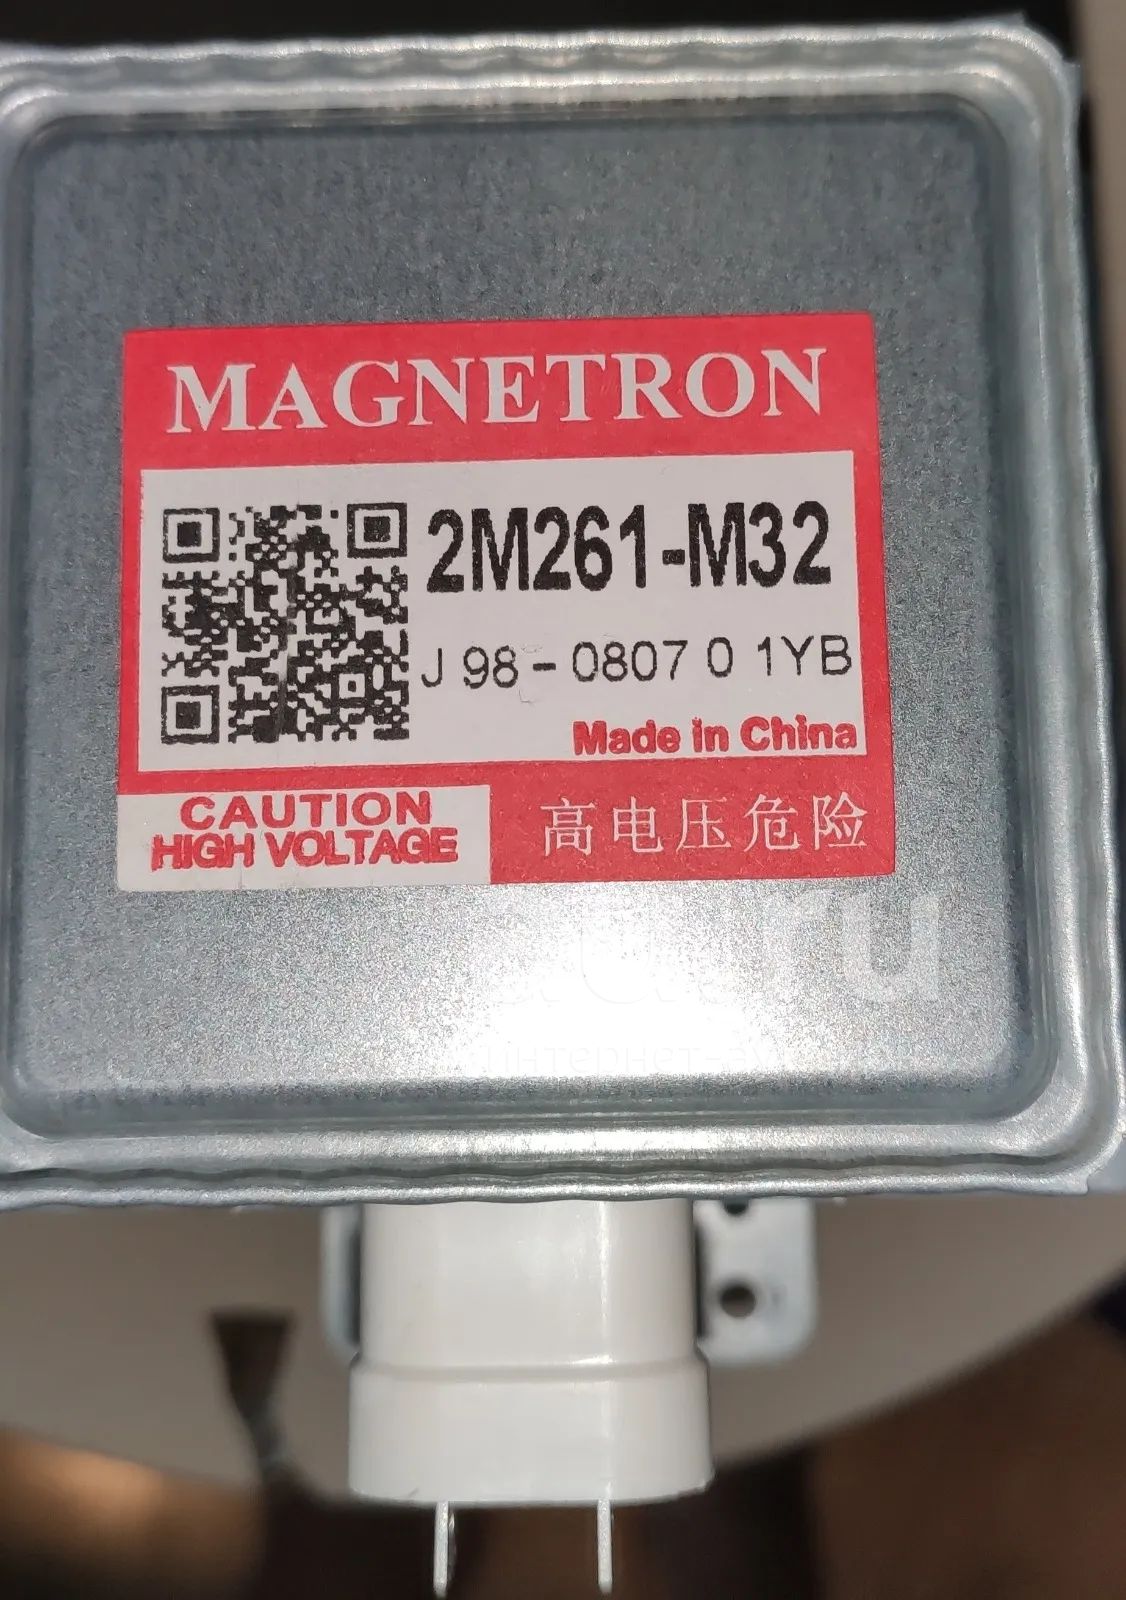 MAGNETRON
2M261-M32
J 98-0807 0 1YB
Made in China
CAUTION
HIGH VOLTAGE
高电压危险